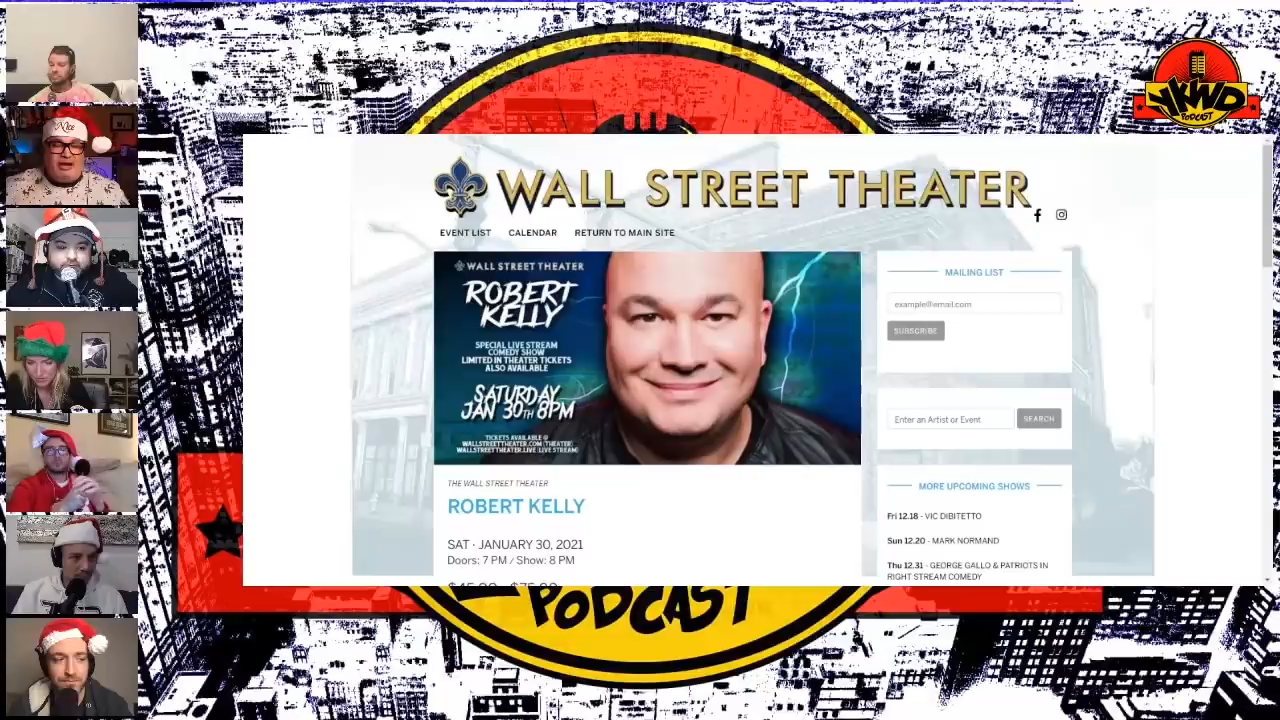 YKWD
PODCAST
WALL STREET THEATER
EVENT LIST CALENDAR RETURN TO MAIN SITE
WALL STREET THEATER
ROBERT
KELLY
SPECIAL LIVE STREAM
COMEDY SHOW
LIMITED IN THEATER TICKETS
ALSO AVAILABLE
SATURDAY
JAN 30TH 8PM
TICKETS AVAILABLE @
WALLSTREETTHEATER.COM (THEATER)
WALLSTREETTHEATER.LIVE (LIVE STREAM)
THE WALL STREET THEATER
ROBERT KELLY
SAT · JANUARY 30, 2021
Doors: 7 PM / Show: 8 PM
MAILING LIST
example@email.com
SUBSCRIBE
Enter an Artist or Event SEARCH
MORE UPCOMING SHOWS
Fri 12.18 - VIC DIBITETTO
Sun 12.20 - MARK NORMAND
Thu 12.31 - GEORGE GALLO & PATRIOTS IN
RIGHT STREAM COMEDY
PODCAST